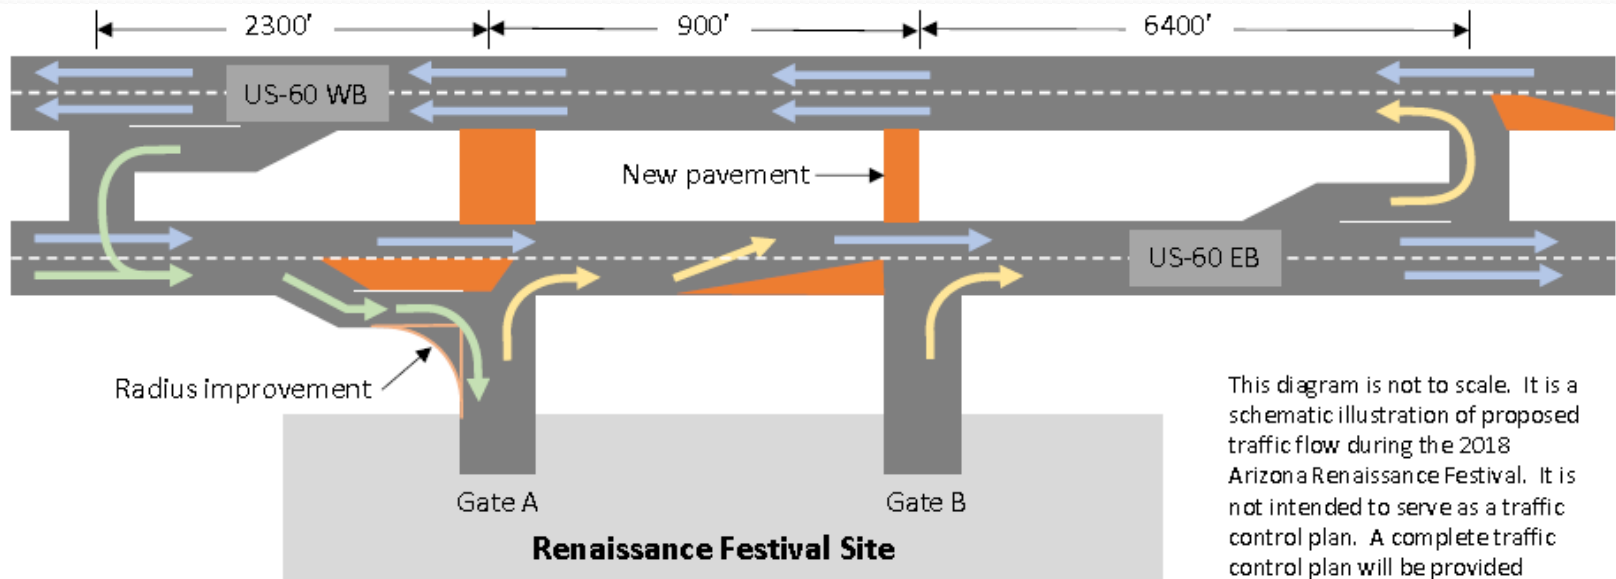 2300'
900'
6400'
US-60 WB
New pavement
US-60 EB
Radius improvement
Gate A
Gate B
Renaissance Festival Site
This diagram is not to scale. It is a
schematic illustration of proposed
traffic flow during the 2018
Arizona Renaissance Festival. It is
not intended to serve as a traffic
control plan. A complete traffic
control plan will be provided